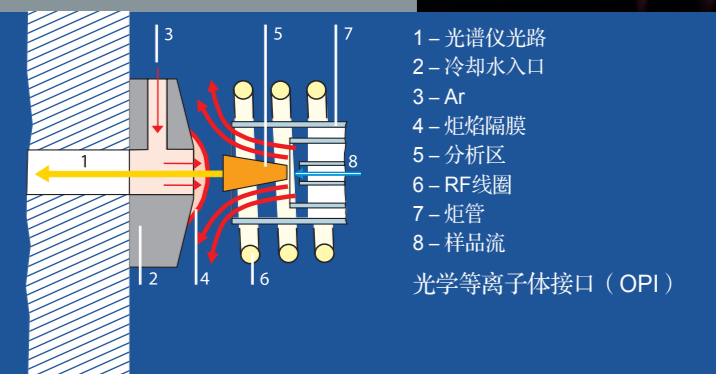 3
5
7
1
8
2
4
6
1 – 光谱仪光路
2 – 冷却水入口
3 – Ar
4 – 炬焰隔膜
5 – 分析区
6 – RF线圈
7 – 炬管
8 – 样品流
光学等离子体接口（OPI）